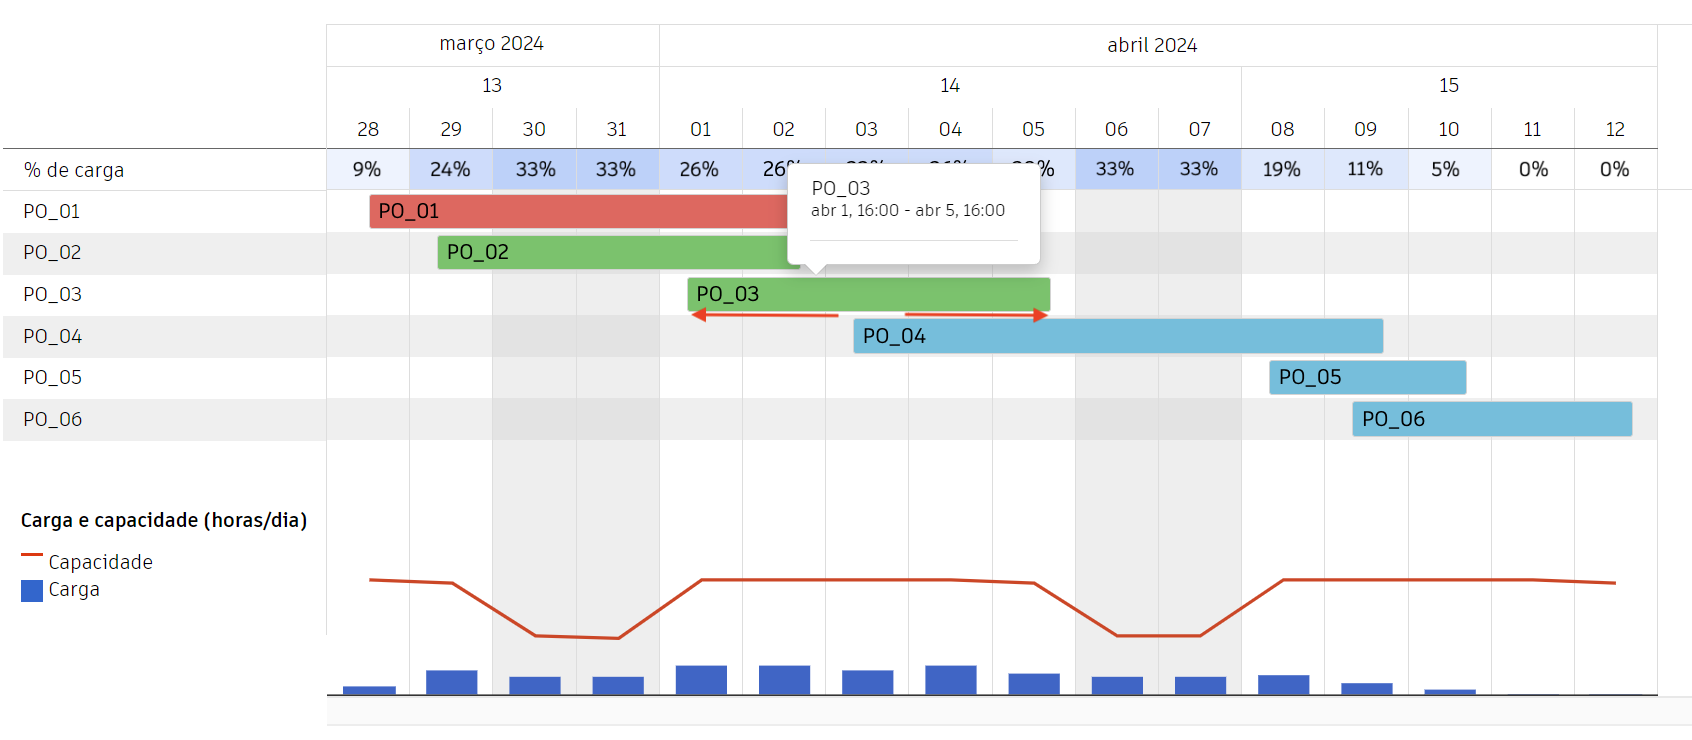 março 2024 abril 2024
13 14 15
28 29 30 31 01 02 03 04 05 06 07 08 09 10 11 12
% de carga 9% 24% 33% 33% 26% 33% 33% 19% 11% 5% 0% 0%
PO_03
abr 1, 16:00 - abr 5, 16:00
PO_01 PO_01
PO_02 PO_02
PO_03 PO_03
PO_04 PO_04
PO_05 PO_05
PO_06 PO_06
Carga e capacidade (horas/dia)
Capacidade
Carga